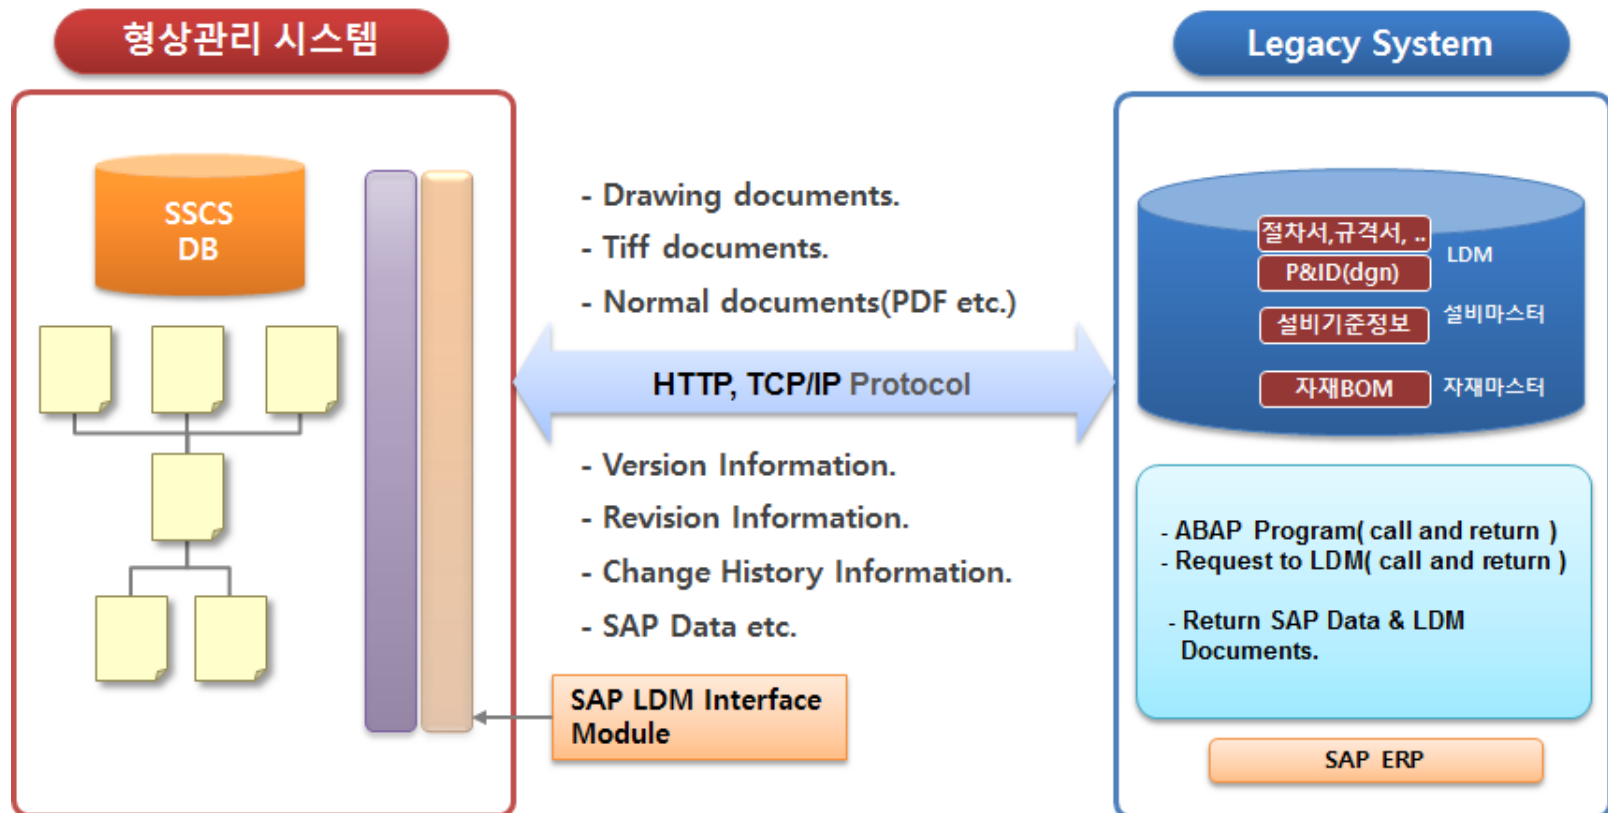 형상관리 시스템
Legacy System
SSCS
DB
- Drawing documents.
- Tiff documents.
- Normal documents(PDF etc.)
HTTP, TCP/IP Protocol
- Version Information.
- Revision Information.
- Change History Information.
- SAP Data etc.
SAP LDM Interface
Module
절차서,규격서, ..
P&ID(dgn)
LDM
설비기준정보
설비마스터
자재BOM
자재마스터
- ABAP Program( call and return )
- Request to LDM( call and return )
- Return SAP Data & LDM
Documents.
SAP ERP